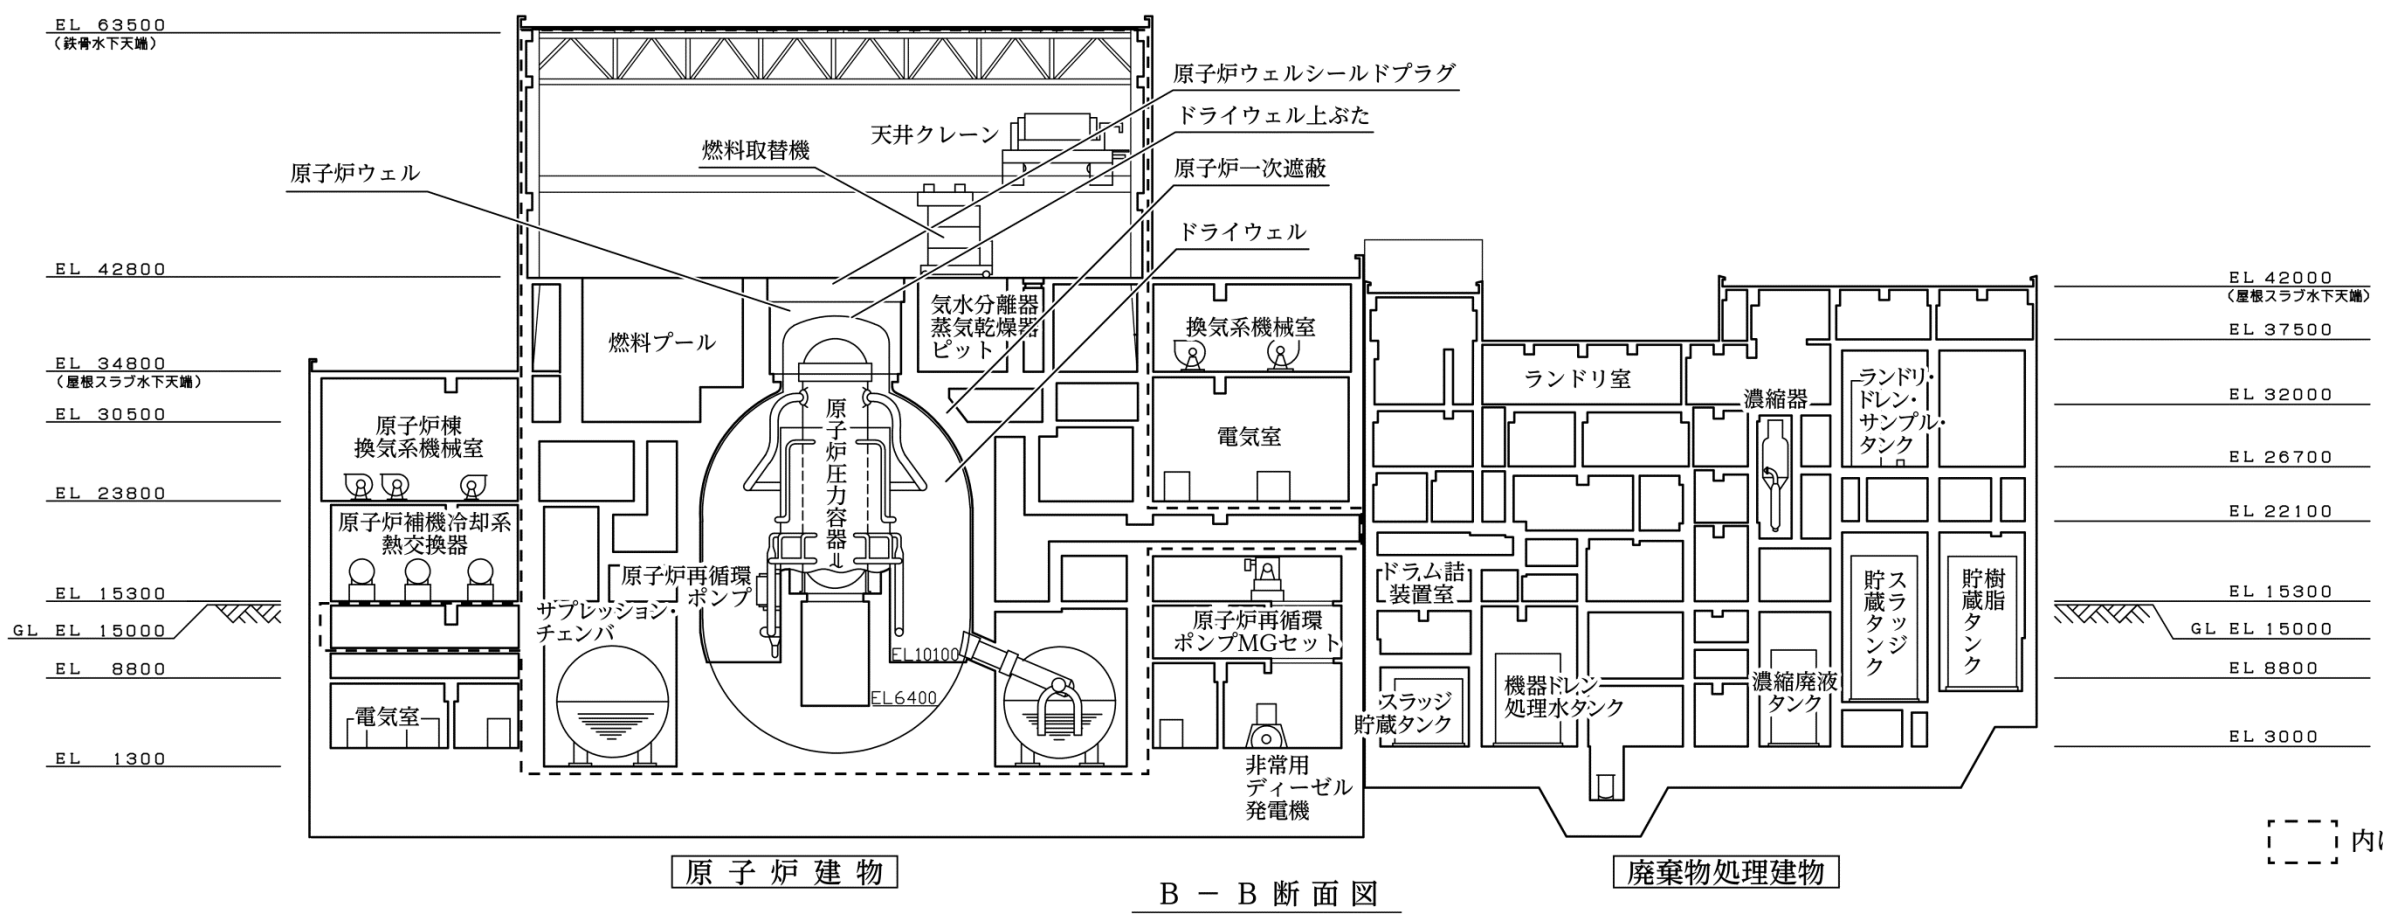 EL 63500
(鉄骨水下天端)
EL 42800
EL 34800
(屋根スラブ水下天端)
EL 30500
EL 23800
EL 15300
GL EL 15000
EL 8800
EL 1300
原子炉ウェル
燃料取替機
天井クレーン
原子炉ウェルシールドプラグ
ドライウェル上ぶた
原子炉一次遮蔽
ドライウェル
燃料プール
気水分離器
蒸気乾燥器
ピット
換気系機械室
電気室
原子炉棟
換気系機械室
原子炉補機冷却系
熱交換器
原子炉圧力容器
原子炉再循環
ポンプ
サプレッション・
チェンバ
EL10100
EL6400
電気室
原子炉再循環
ポンプMGセット
非常用
ディーゼル
発電機
ランドリ室
濃縮器
ランドリ・
ドレン・
サンプル・
タンク
ドラム詰
装置室
スラッジ
貯蔵タンク
機器ドレン
処理水タンク
濃縮廃液
タンク
スラッジ
貯蔵タンク
樹脂
貯蔵タンク
EL 42000
(屋根スラブ水下天端)
EL 37500
EL 32000
EL 26700
EL 22100
EL 15300
GL EL 15000
EL 8800
EL 3000
内
原子炉建物
廃棄物処理建物
B－B断面図